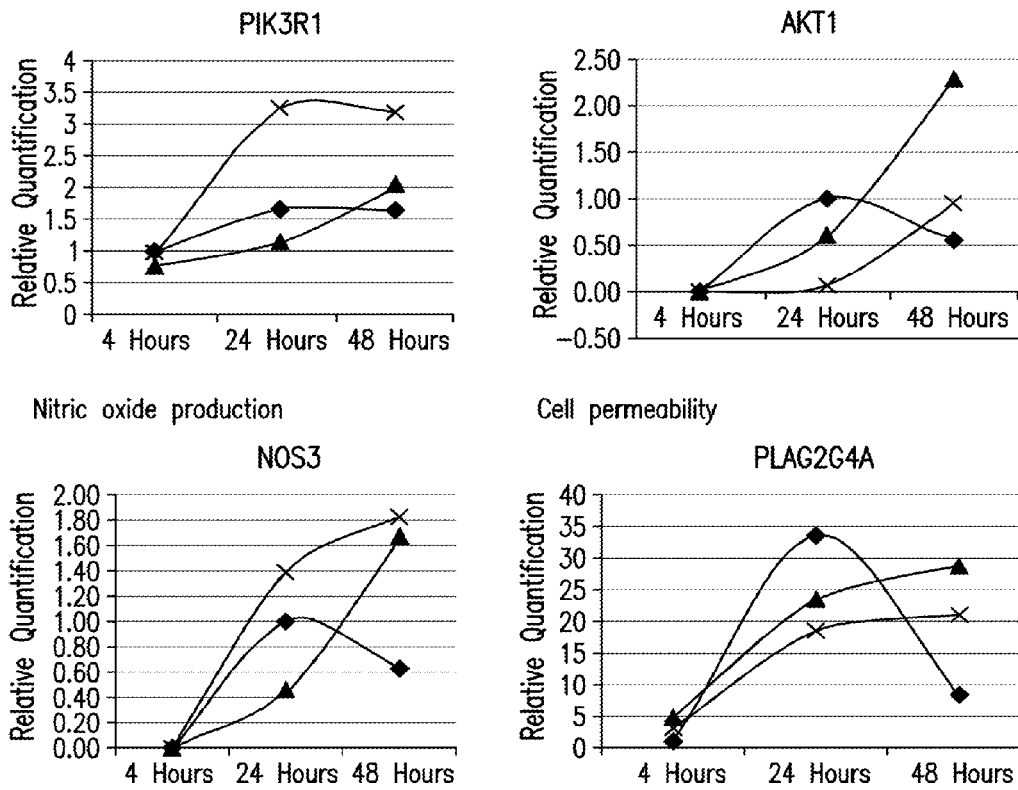 PIK3R1
Relative Quantification
4
3.5
3
2.5
2
1.5
1
0.5
0
4 Hours 24 Hours 48 Hours
AKT1
Relative Quantification
2.50
2.00
1.50
1.00
0.50
0.00
-0.50
4 Hours 24 Hours 48 Hours
Nitric oxide production
NOS3
Relative Quantification
2.00
1.80
1.60
1.40
1.20
1.00
0.80
0.60
0.40
0.20
0.00
4 Hours 24 Hours 48 Hours
Cell permeability
PLAG2G4A
Relative Quantification
40
35
30
25
20
15
10
5
0
4 Hours 24 Hours 48 Hours